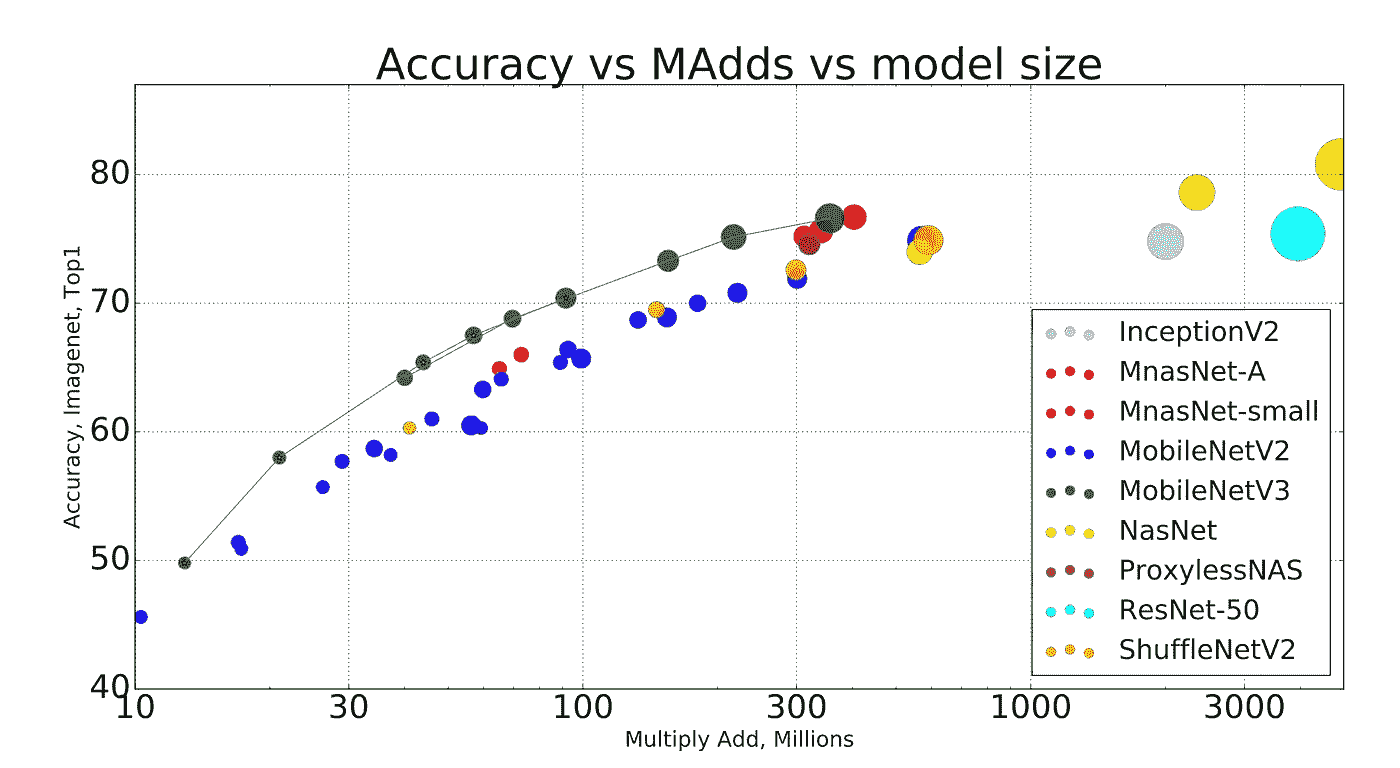 Accuracy vs MAdds vs model size
Accuracy, Imagenet, Top1
80
70
60
50
40
10 30 100 300 1000 3000
Multiply Add, Millions
InceptionV2
MnasNet-A
MnasNet-small
MobileNetV2
MobileNetV3
NasNet
ProxylessNAS
ResNet-50
ShuffleNetV2